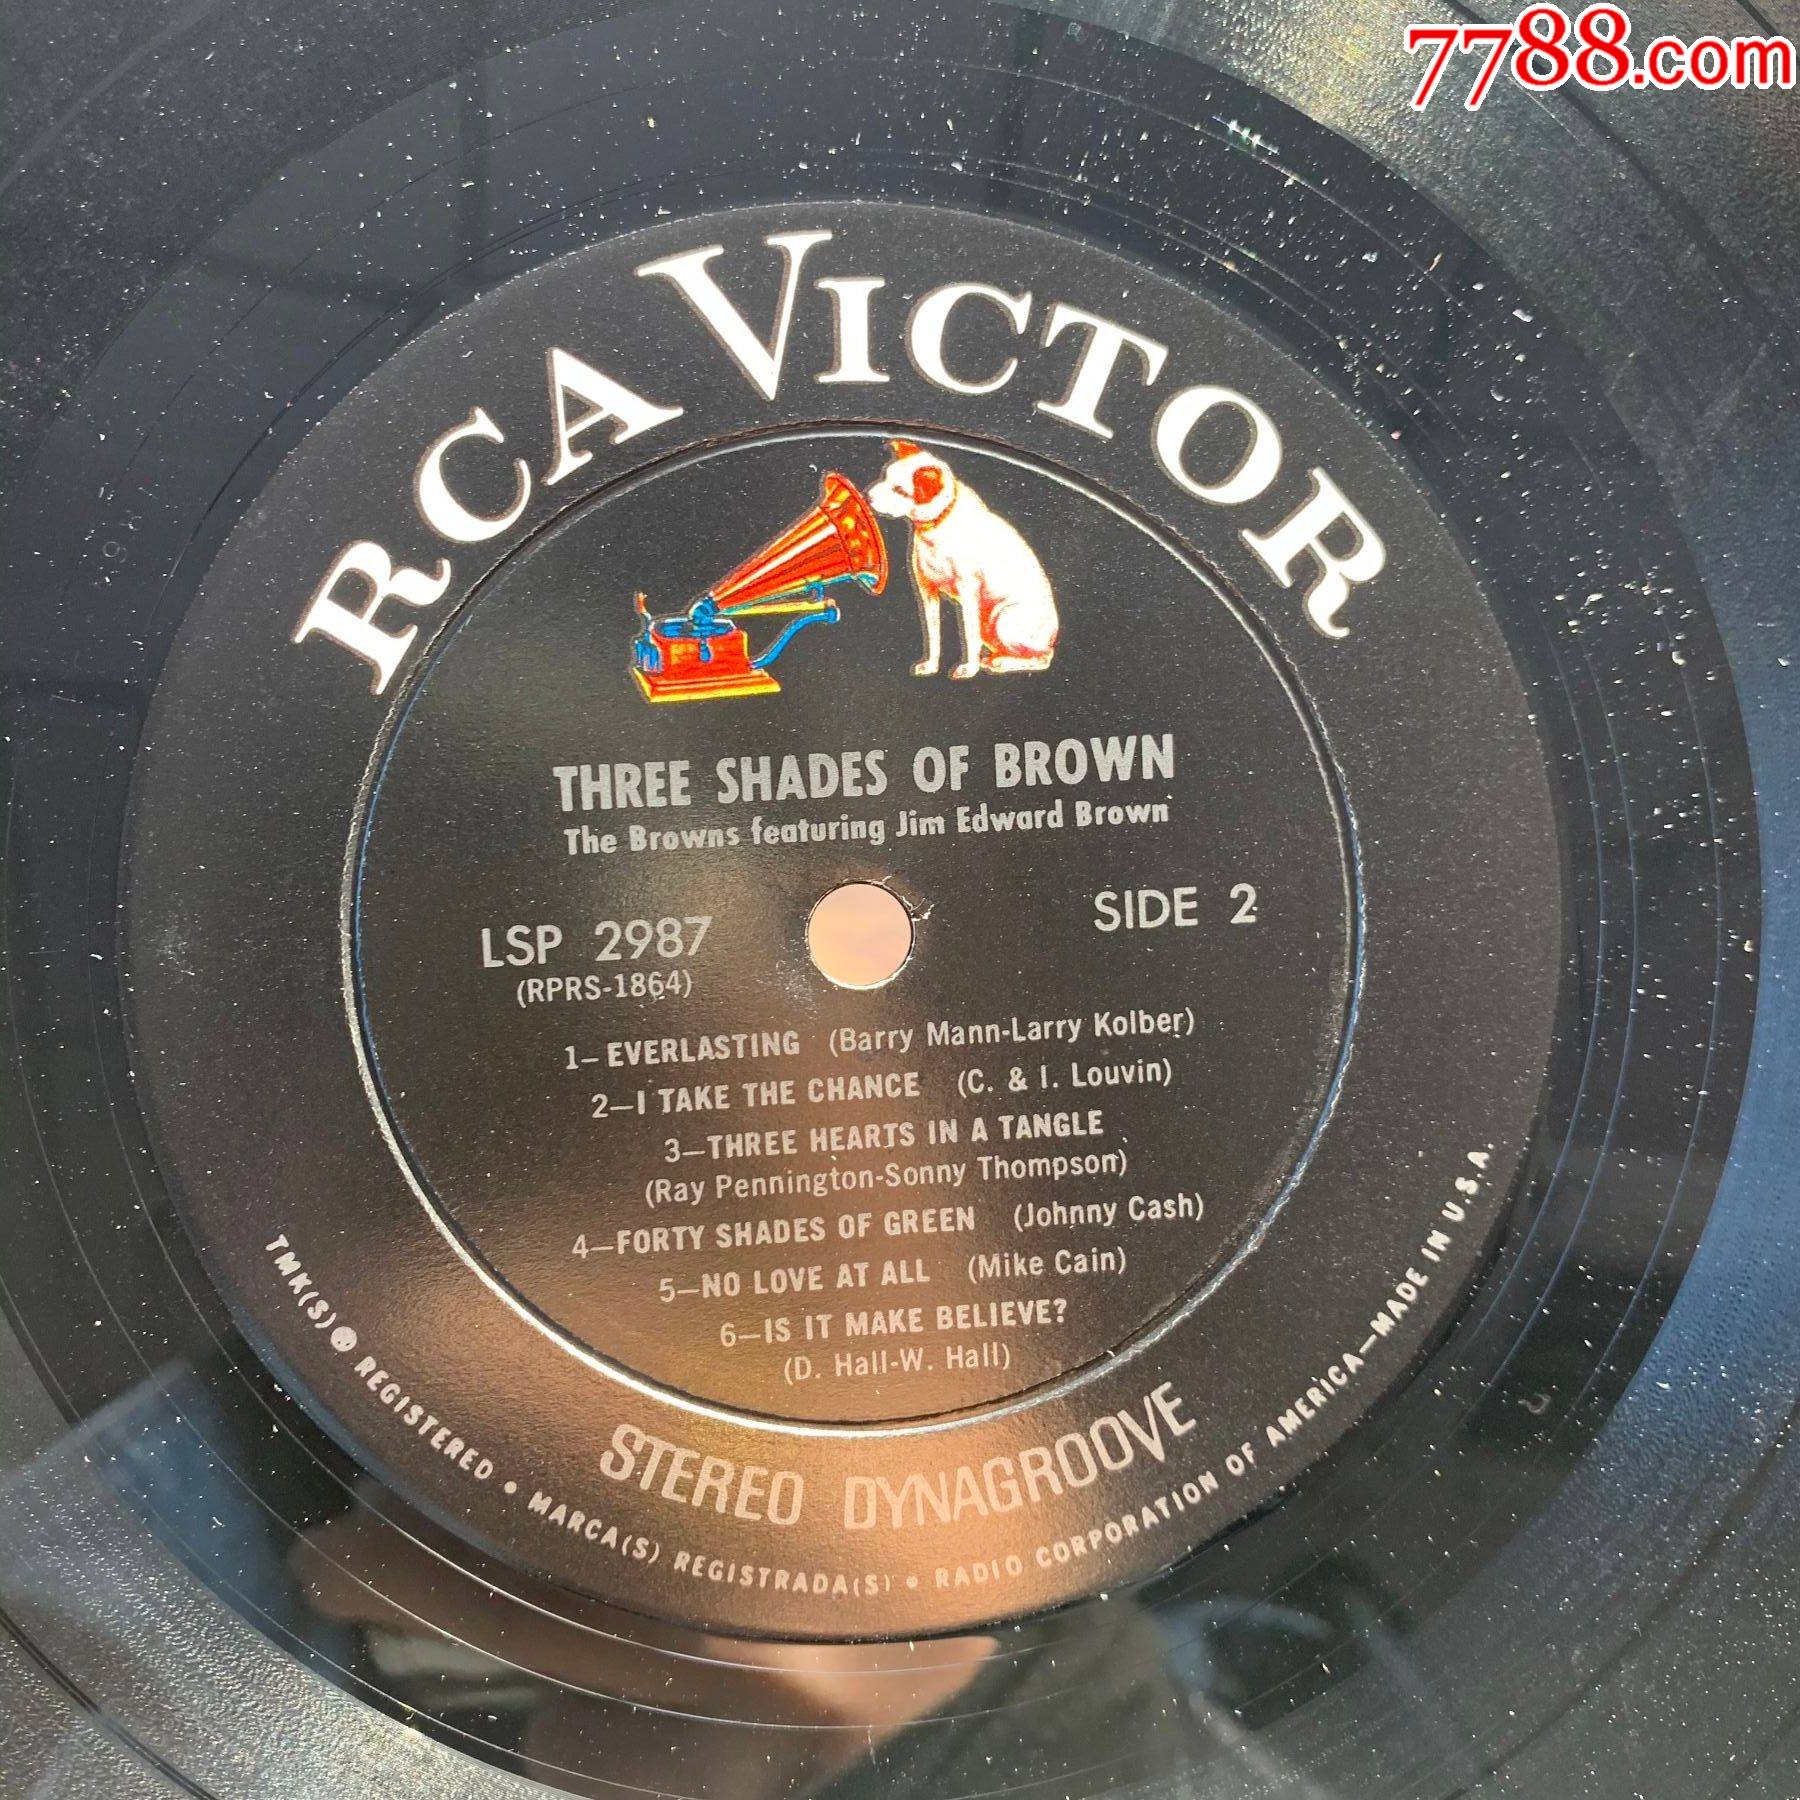 7788.com
RCA VICTOR
THREE SHADES OF BROWN
The Browns featuring Jim Edward Brown
SIDE 2
LSP 2987
(RPRS-1864)
1–EVERLASTING (Barry Mann-Larry Kolber)
2—I TAKE THE CHANCE (C. & I. Louvin)
3—THREE HEARTS IN A TANGLE
(Ray Pennington-Sonny Thompson)
4—FORTY SHADES OF GREEN (Johnny Cash)
5—NO LOVE AT ALL (Mike Cain)
6—IS IT MAKE BELIEVE?
(D. Hall-W. Hall)
STEREO DYNAGROOVE
TMK(S) ® REGISTERED • MARCA(S) REGISTRADA(S) • RADIO CORPORATION OF AMERICA—MADE IN U.S.A.